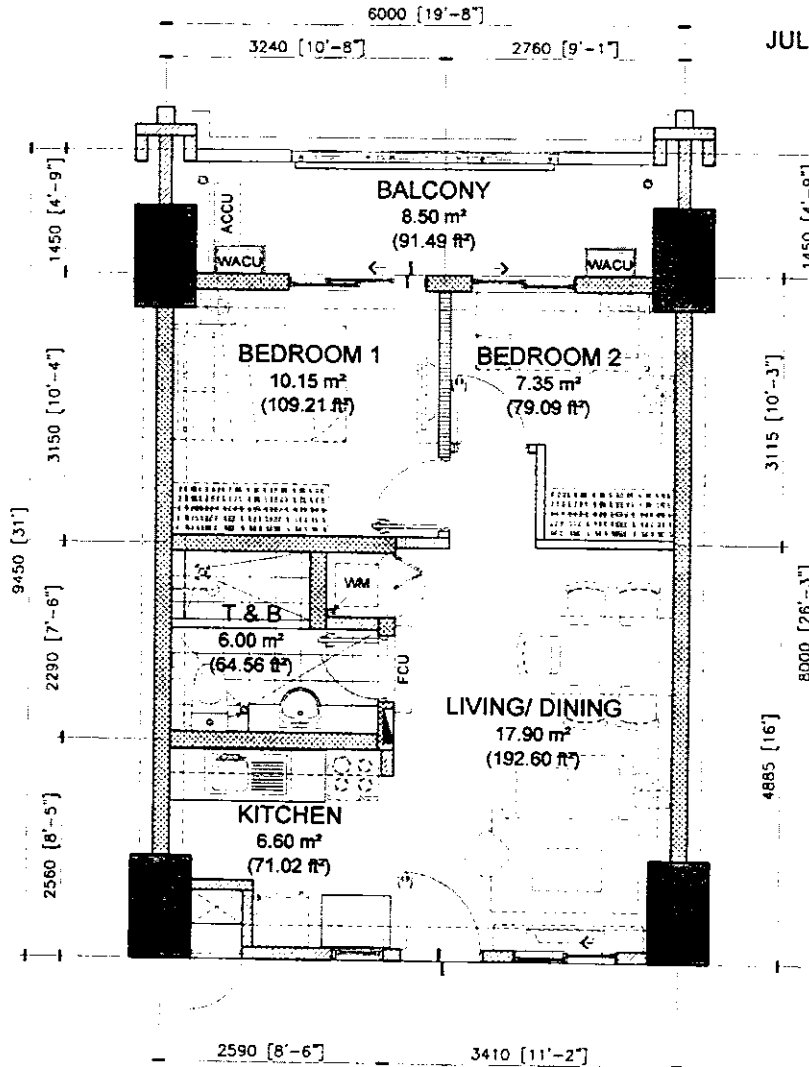 6000 [19'-8"]
3240 [10'-8"]
2760 [9'-1"]
JUL
1450 [4'-9"]
BALCONY
8.50 m²
(91.49 ft²)
ACCU
WACU
WACU
1450 [4'-9"]
BEDROOM 1
10.15 m²
(109.21 ft²)
BEDROOM 2
7.35 m²
(79.09 ft²)
3150 [10'-4"]
3115 [10'-3"]
9450 [31']
WM
T & B
6.00 m²
(64.56 ft²)
FCU
2290 [7'-6"]
8000 [26'-3"]
LIVING/ DINING
17.90 m²
(192.60 ft²)
4885 [16']
KITCHEN
6.60 m²
(71.02 ft²)
2560 [8'-5"]
2590 [8'-6"]
3410 [11'-2"]